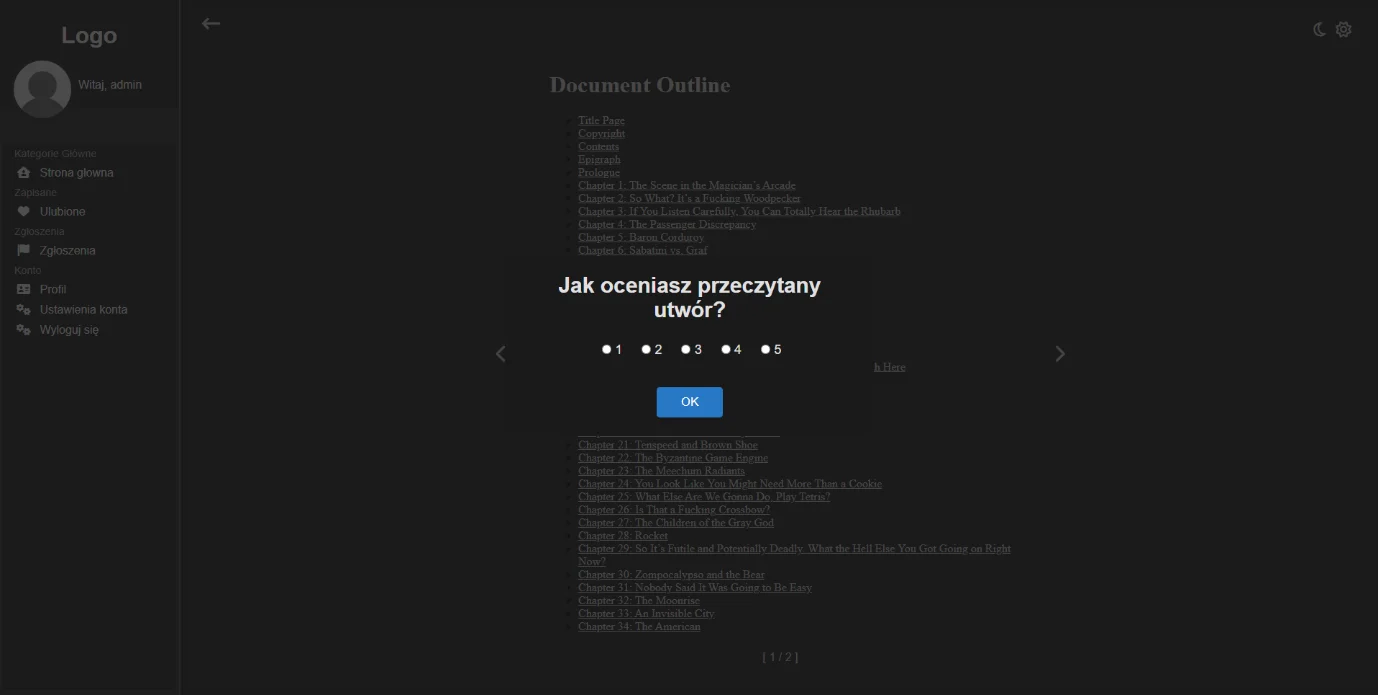 Logo
Witaj, admin
Kategorie Główne
Strona głowna
Zapisane
Ulubione
Zgłoszenia
Zgłoszenia
Konto
Profil
Ustawienia konta
Wyloguj się
Document Outline
Title Page
Copyright
Contents
Epigraph
Prologue
Chapter 1: The Scene in the Magician's Arcade
Chapter 2: So What? It's a Fucking Woodpecker
Chapter 3: If You Listen Carefully, You Can Totally Hear the Rhubarb
Chapter 4: The Passenger Discrepancy
Chapter 5: Baron Corduroy
Chapter 6: Sabatini vs. Graf
Jak oceniasz przeczytany
utwór?
1 2 3 4 5
h Here
OK
Chapter 21: Tenspeed and Brown Shoe
Chapter 22: The Byzantine Game Engine
Chapter 23: The Meechum Radiants
Chapter 24: You Look Like You Might Need More Than a Cookie
Chapter 25: What Else Are We Gonna Do, Play Tetris?
Chapter 26: Is That a Fucking Crossbow?
Chapter 27: The Children of the Gray God
Chapter 28: Rocket
Chapter 29: So It's Futile and Potentially Deadly. What the Hell Else You Got Going on Right
Now?
Chapter 30: Zompocalypso and the Bear
Chapter 31: Nobody Said It Was Going to Be Easy
Chapter 32: The Moonrise
Chapter 33: An Invisible City
Chapter 34: The American
[ 1 / 2 ]